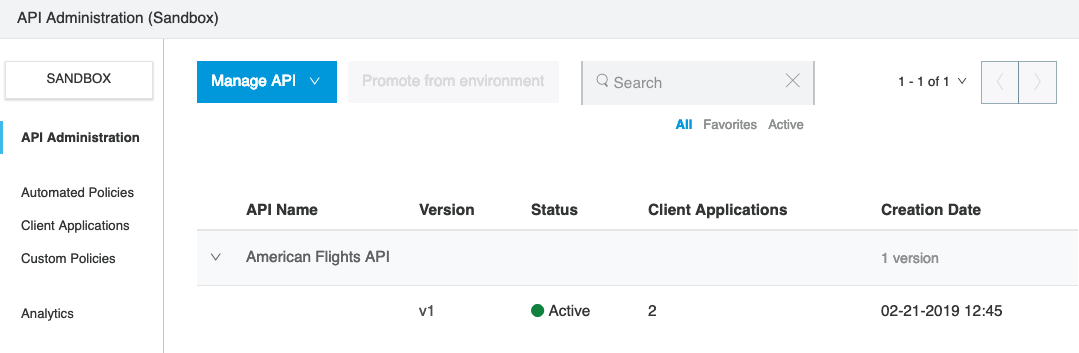 API Administration (Sandbox)
SANDBOX
API Administration
Automated Policies
Client Applications
Custom Policies
Analytics
Manage API
Promote from environment
Search
1 - 1 of 1
All Favorites Active
API Name Version Status Client Applications Creation Date
American Flights API 1 version
v1 Active 2 02-21-2019 12:45